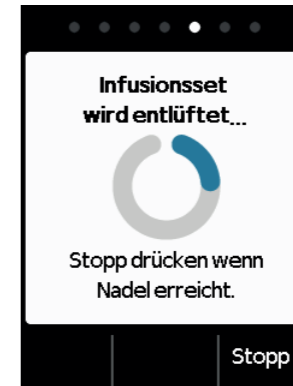 Infusionsset
wird entlüftet...
Stopp drücken wenn
Nadel erreicht.
Stopp